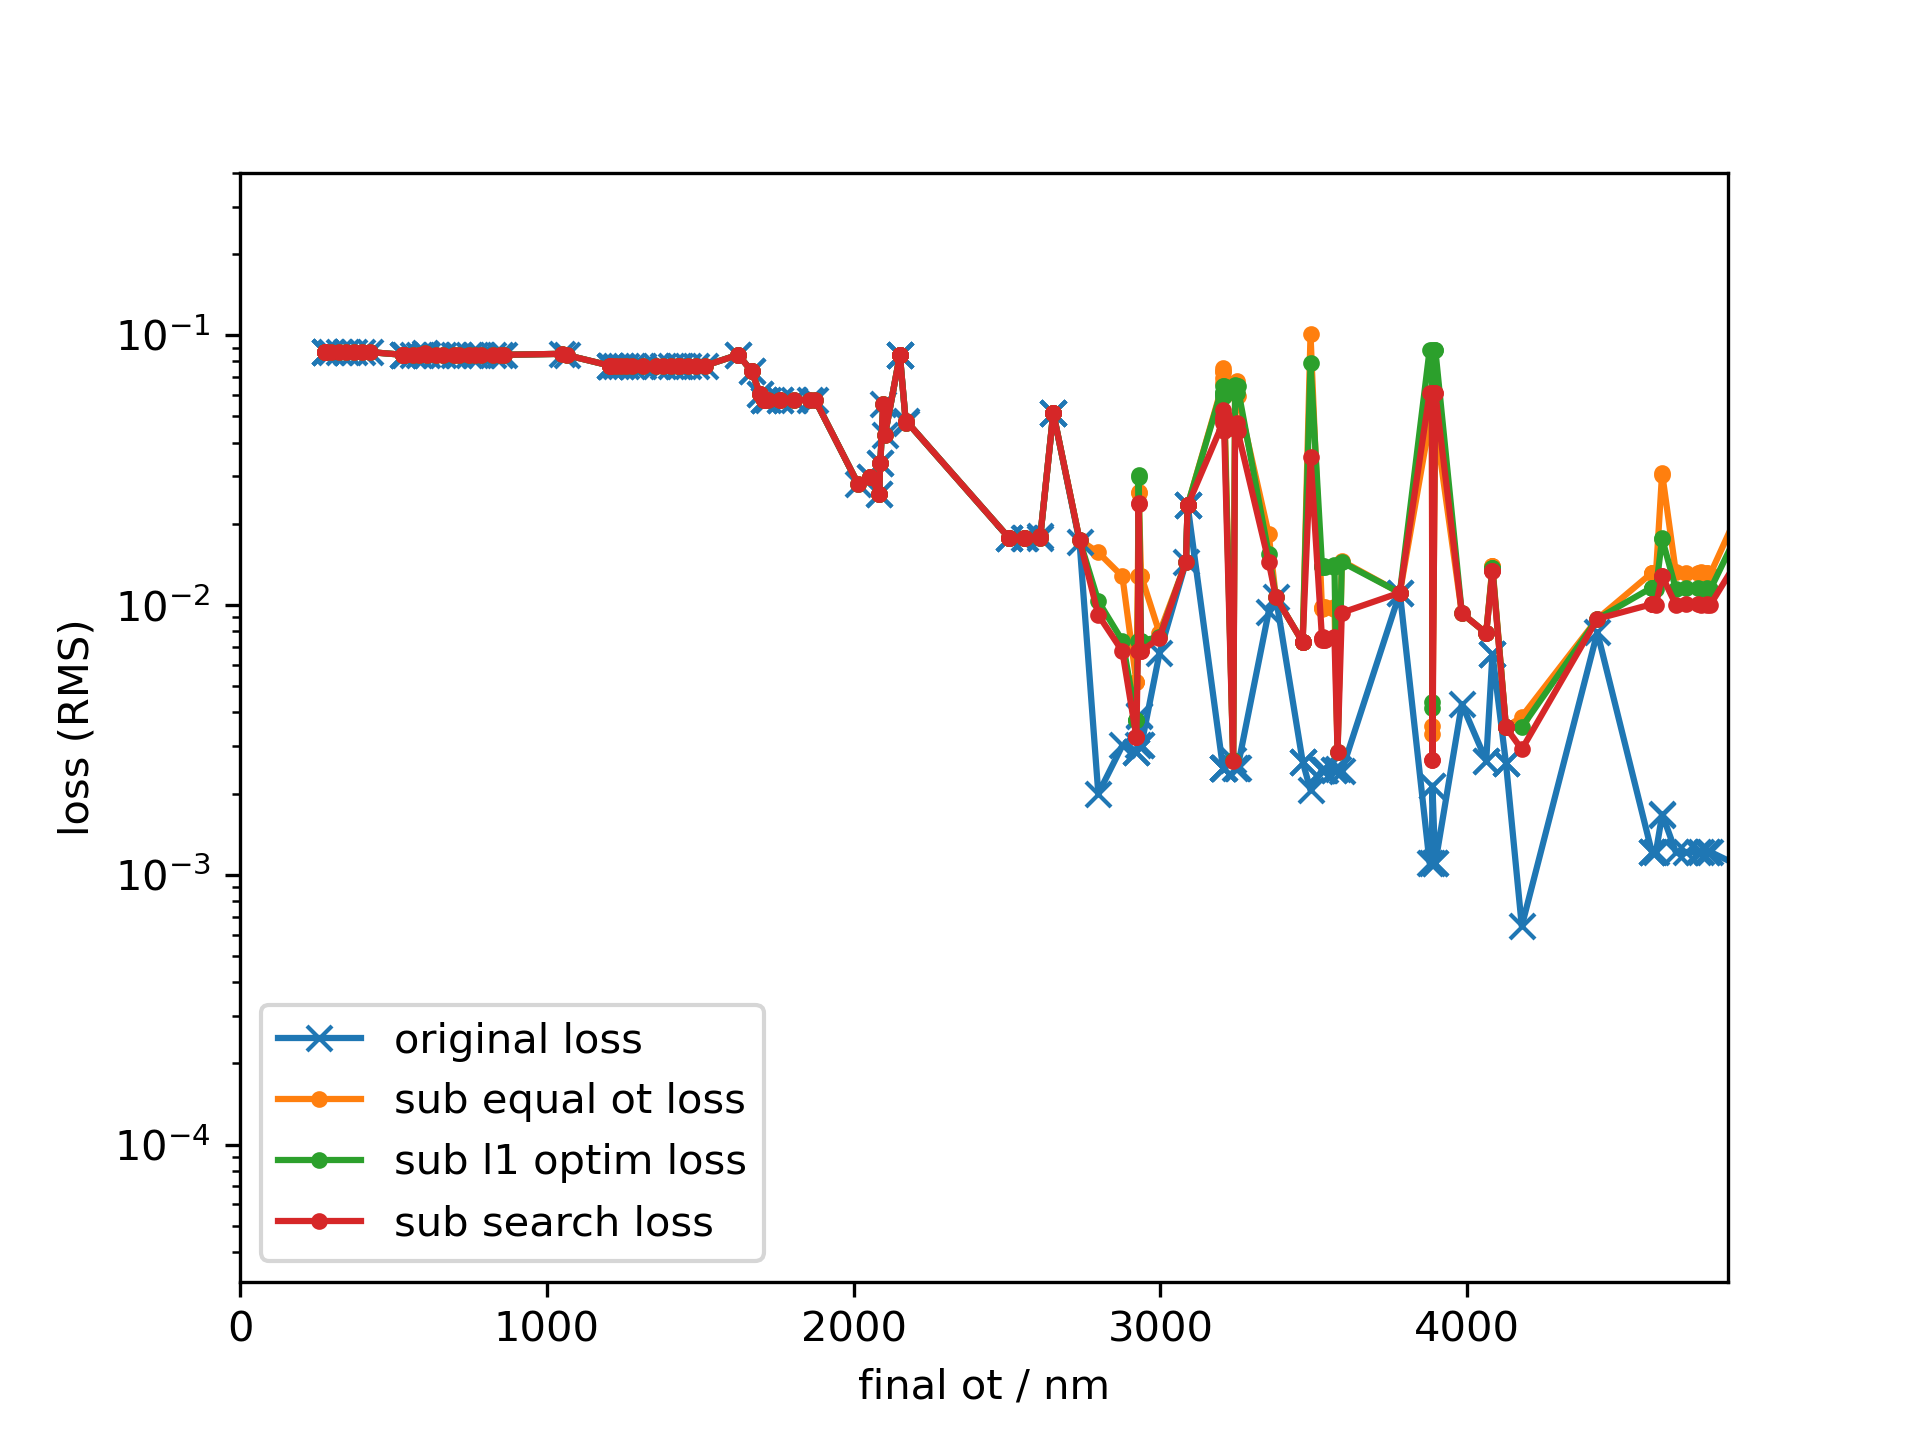 10⁻¹
10⁻²
10⁻³
10⁻⁴
loss (RMS)
original loss
sub equal ot loss
sub l1 optim loss
sub search loss
0 1000 2000 3000 4000
final ot / nm